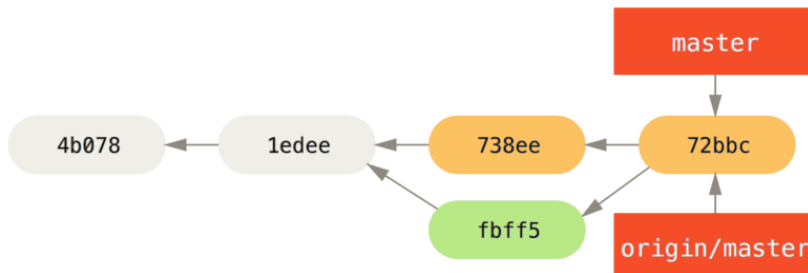 master
4b078
1edee
738ee
72bbc
fbff5
origin/master